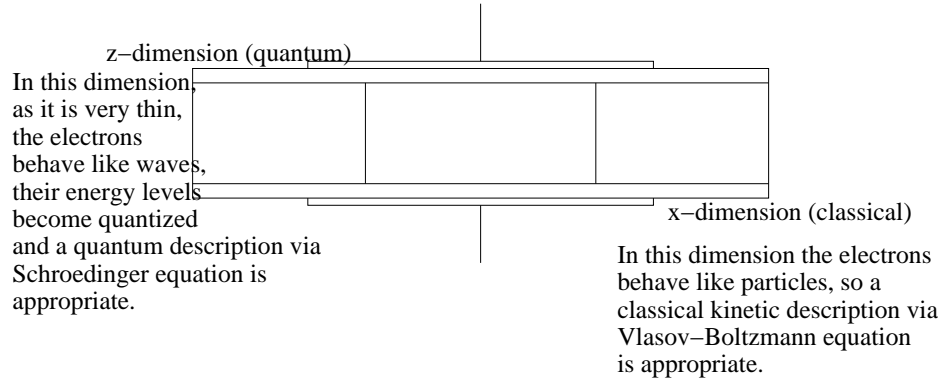 z−dimension (quantum)
In this dimension,
as it is very thin,
the electrons
behave like waves,
their energy levels
become quantized
and a quantum description via
Schroedinger equation is
appropriate.
x−dimension (classical)
In this dimension the electrons
behave like particles, so a
classical kinetic description via
Vlasov−Boltzmann equation
is appropriate.